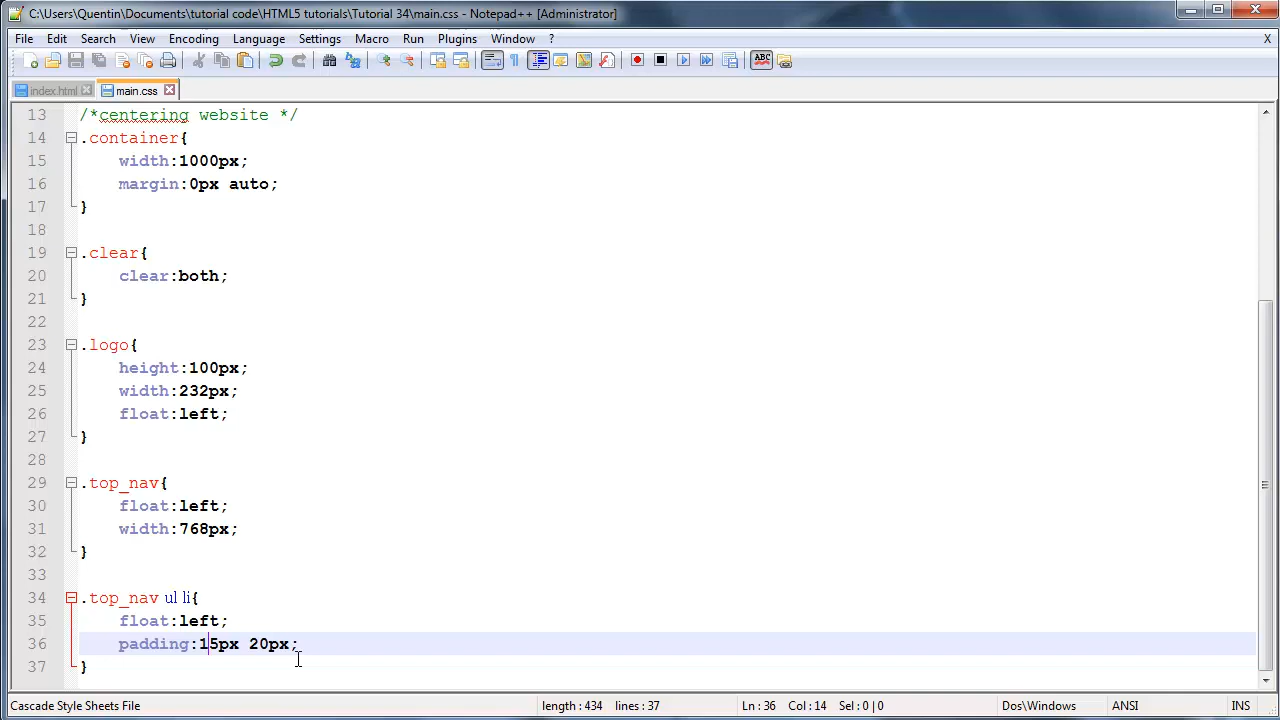 C:\Users\Quentin\Documents\tutorial code\HTML5 tutorials\Tutorial 34\main.css - Notepad++ [Administrator]
File Edit Search View Encoding Language Settings Macro Run Plugins Window ? X
index.html main.css
13 /*centering website */
14 .container{
15 width:1000px;
16 margin:0px auto;
17 }
18
19 .clear{
20 clear:both;
21 }
22
23 .logo{
24 height:100px;
25 width:232px;
26 float:left;
27 }
28
29 .top_nav{
30 float:left;
31 width:768px;
32 }
33
34 .top_nav ul li{
35 float:left;
36 padding:15px 20px;
37 }
Cascade Style Sheets File length : 434 lines : 37 Ln : 36 Col : 14 Sel : 0 | 0 Dos\Windows ANSI INS